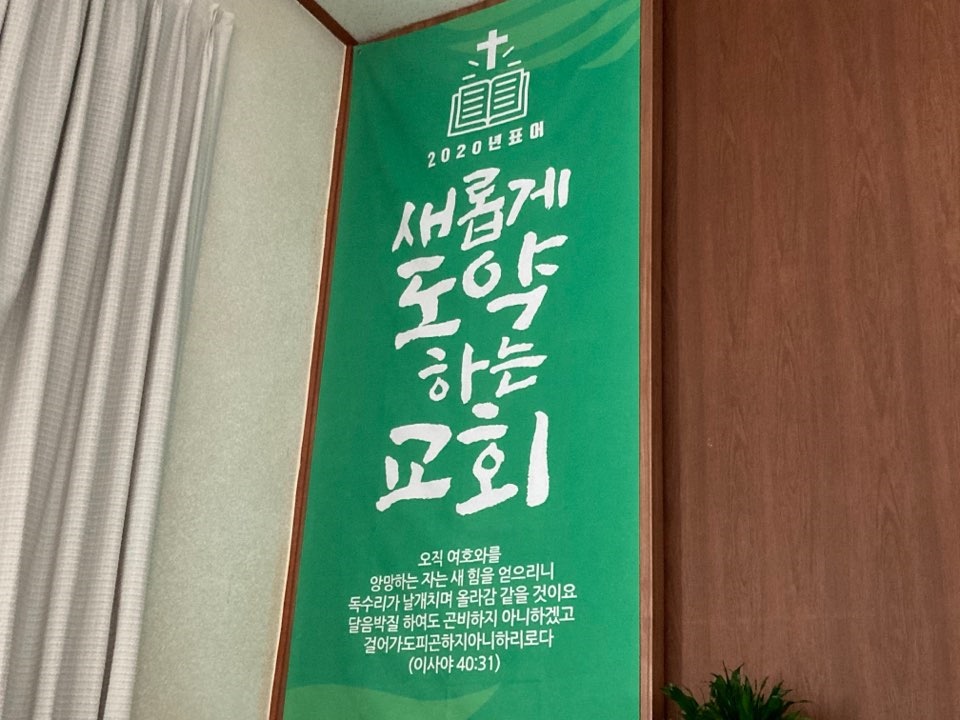 2020년표어
새롭게
도약
하는
교회
오직 여호와를
앙망하는 자는 새 힘을 얻으리니
독수리가 날개치며 올라감 같을 것이요
달음박질 하여도 곤비하지 아니하겠고
걸어가도피곤하지아니하리로다
(이사야 40:31)